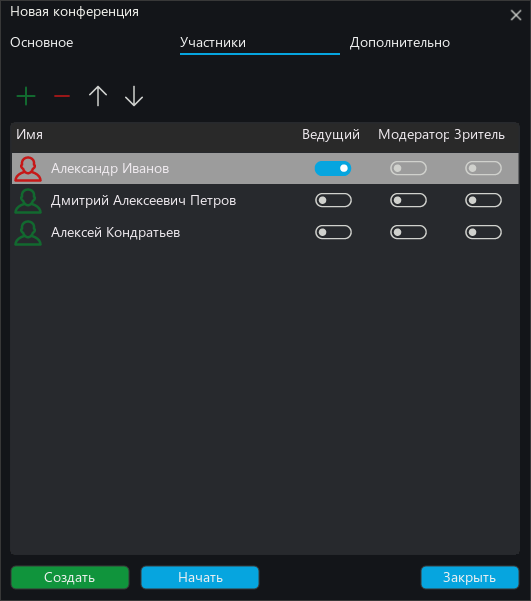 Новая конференция
Основное Участники Дополнительно
Имя Ведущий Модератор Зритель
Александр Иванов
Дмитрий Алексеевич Петров
Алексей Кондратьев
Создать Начать Закрыть